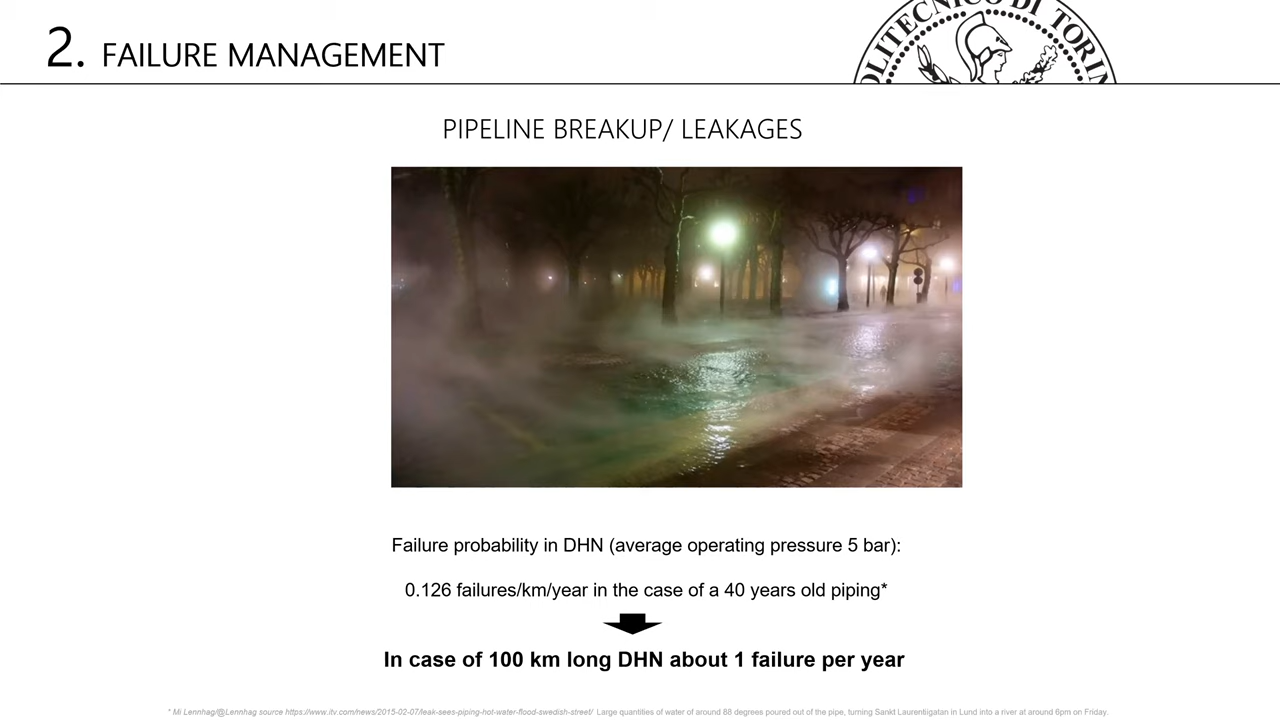 2. FAILURE MANAGEMENT
POLITECNICO DI TORINO
PIPELINE BREAKUP/ LEAKAGES
Failure probability in DHN (average operating pressure 5 bar):
0.126 failures/km/year in the case of a 40 years old piping*
In case of 100 km long DHN about 1 failure per year
* Mi Lennhag/@Lennhag source https://www.itv.com/news/2015-02-07/leak-sees-piping-hot-water-flood-swedish-street/ Large quantities of water of around 88 degrees poured out of the pipe, turning Sankt Laurentiigatan in Lund into a river at around 6pm on Friday.